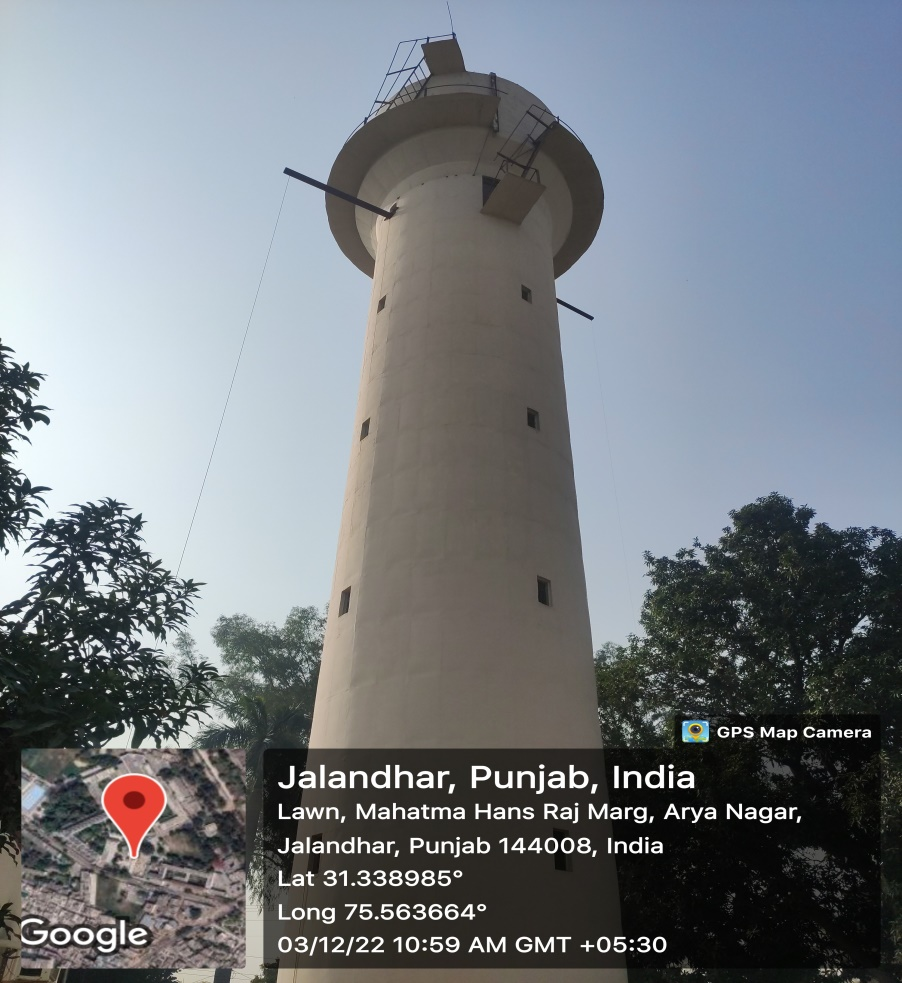 GPS Map Camera
Jalandhar, Punjab, India
Lawn, Mahatma Hans Raj Marg, Arya Nagar,
Jalandhar, Punjab 144008, India
Lat 31.338985°
Long 75.563664°
03/12/22 10:59 AM GMT +05:30
Google